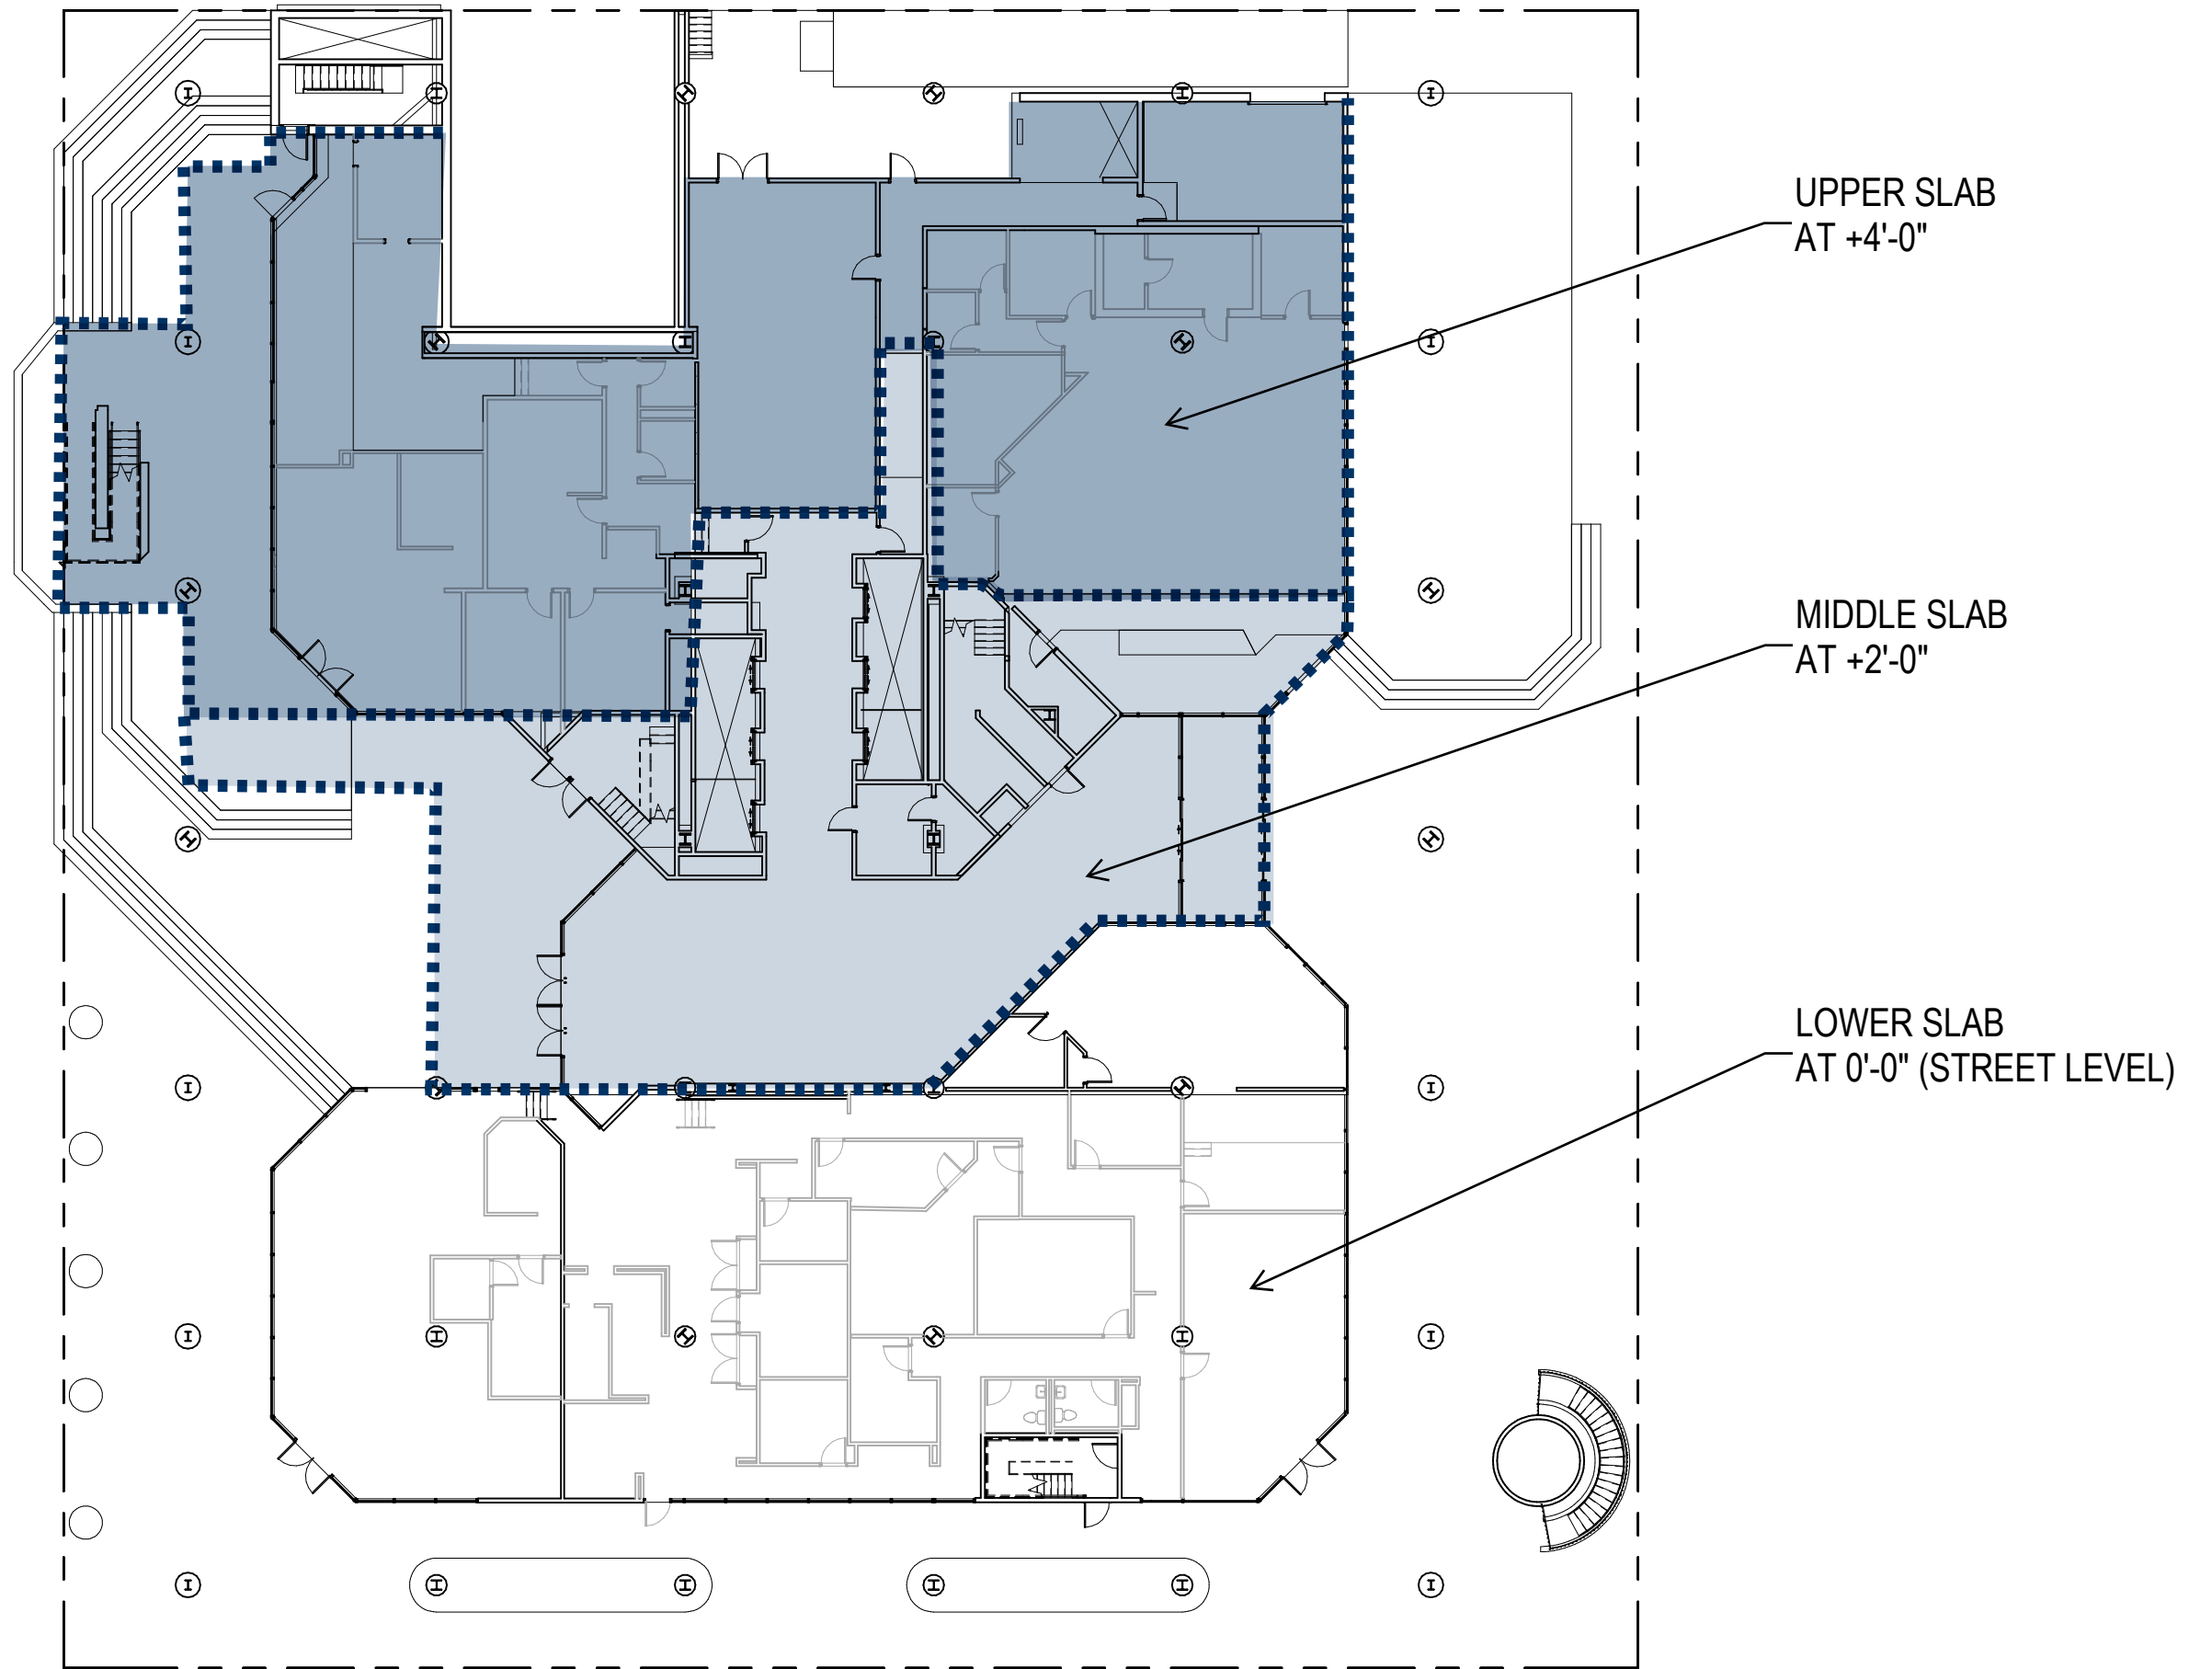 UPPER SLAB
AT +4'-0"
MIDDLE SLAB
AT +2'-0"
LOWER SLAB
AT 0'-0" (STREET LEVEL)